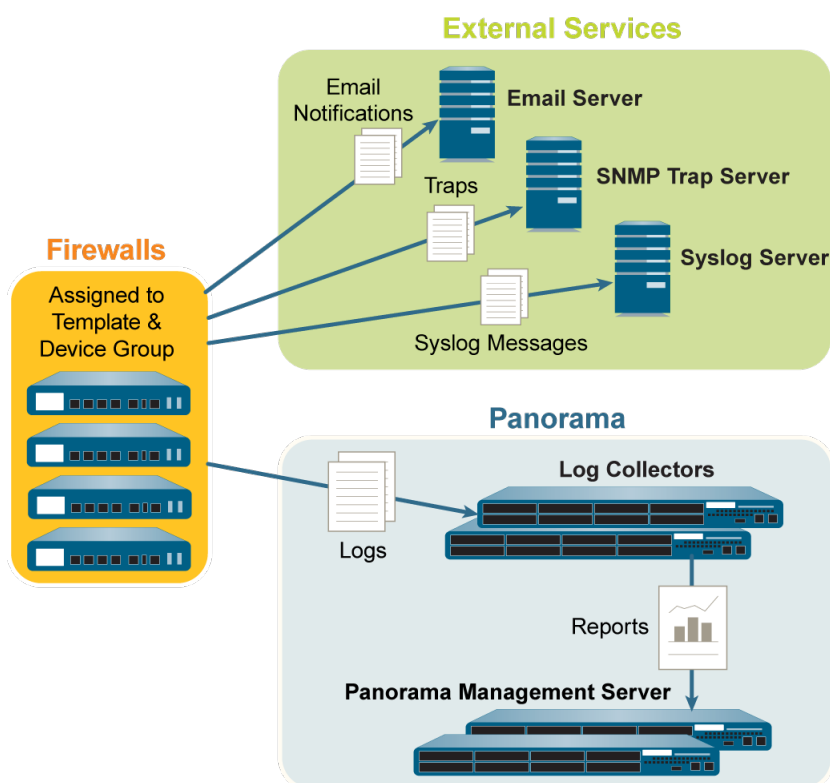 External Services
Email
Notifications
Email Server
Traps
SNMP Trap Server
Syslog Server
Syslog Messages
Firewalls
Assigned to
Template &
Device Group
Panorama
Log Collectors
Logs
Reports
Panorama Management Server